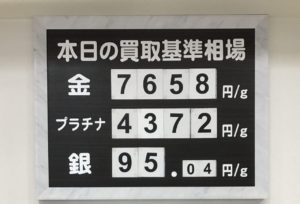 本日の買取基準相場
金 7658 円/g
プラチナ 4372 円/g
銀 95.04 円/g